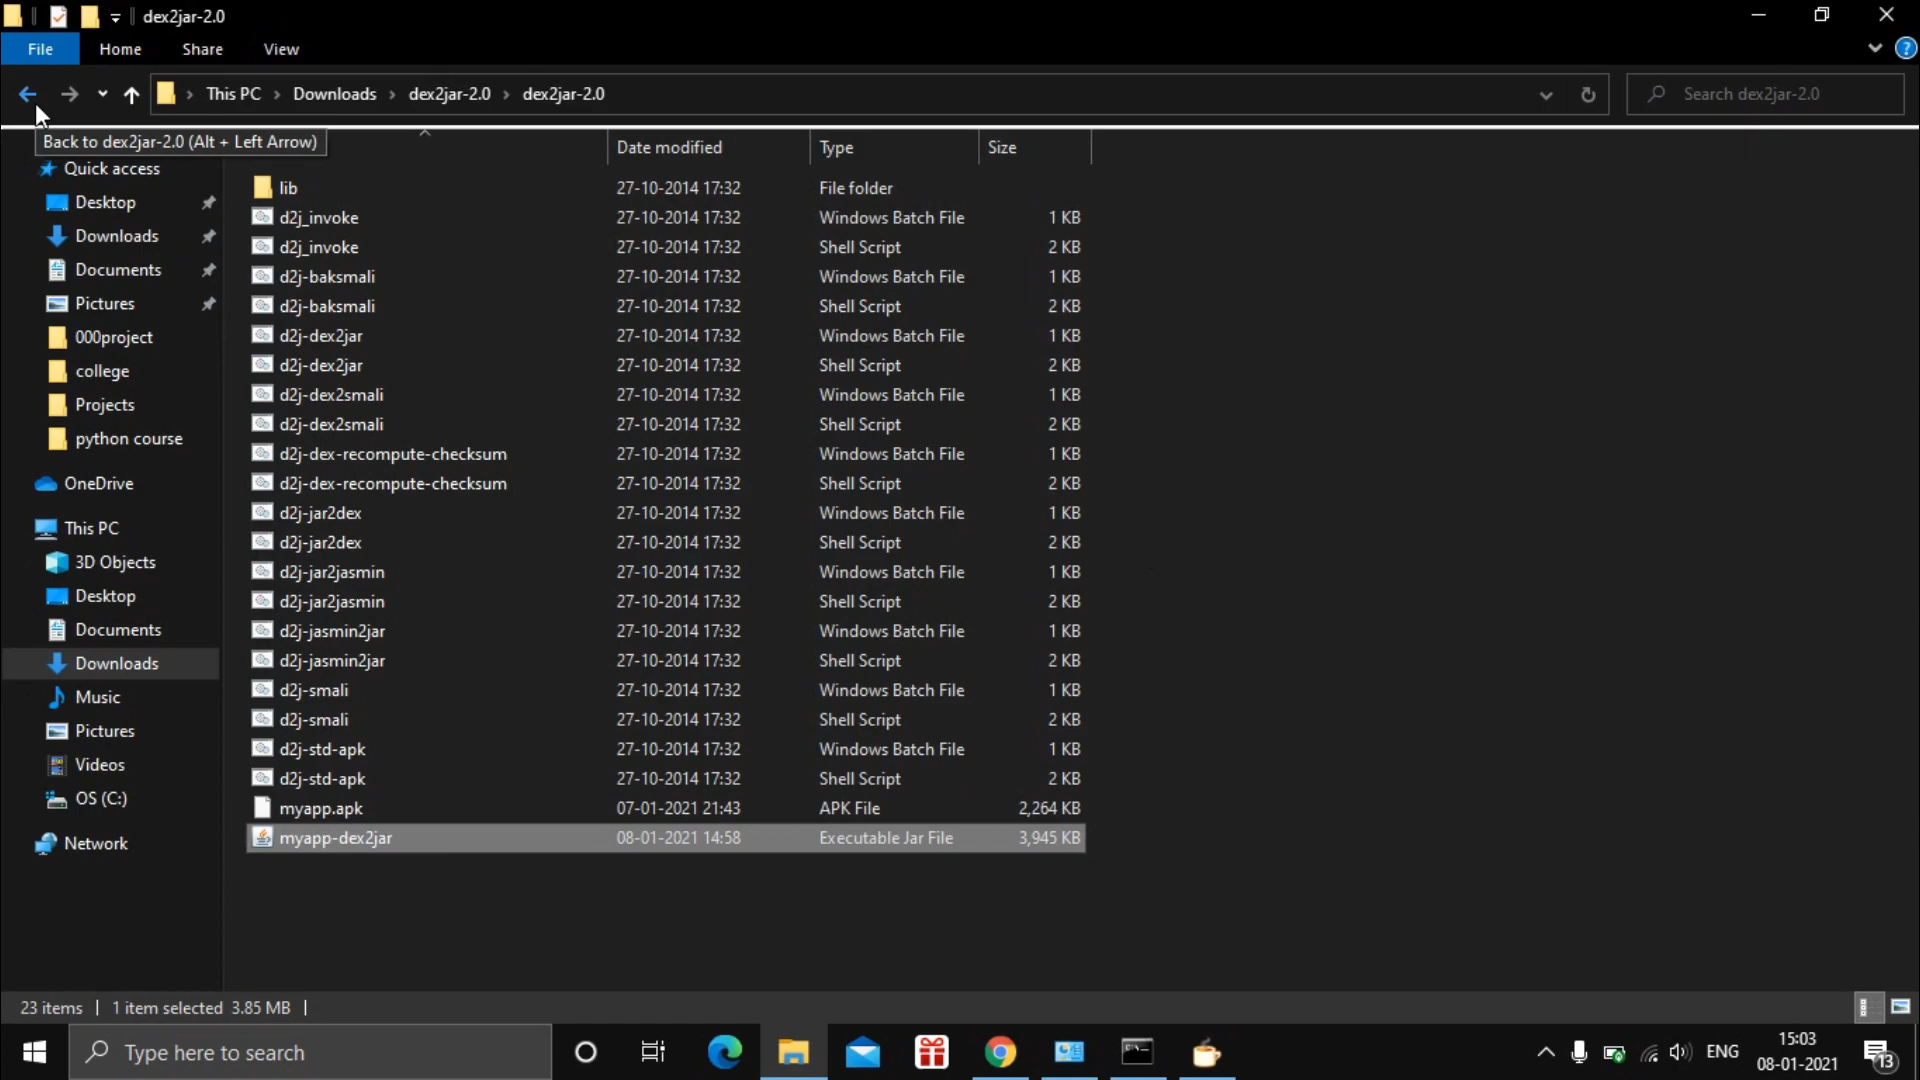 dex2jar-2.0
File Home Share View
This PC Downloads dex2jar-2.0 dex2jar-2.0
Search dex2jar-2.0
Back to dex2jar-2.0 (Alt + Left Arrow)
Date modified Type Size
Quick access
Desktop
Downloads
Documents
Pictures
000project
college
Projects
python course
OneDrive
This PC
3D Objects
Desktop
Documents
Downloads
Music
Pictures
Videos
OS (C:)
Network
lib 27-10-2014 17:32 File folder
d2j_invoke 27-10-2014 17:32 Windows Batch File 1 KB
d2j_invoke 27-10-2014 17:32 Shell Script 2 KB
d2j-baksmali 27-10-2014 17:32 Windows Batch File 1 KB
d2j-baksmali 27-10-2014 17:32 Shell Script 2 KB
d2j-dex2jar 27-10-2014 17:32 Windows Batch File 1 KB
d2j-dex2jar 27-10-2014 17:32 Shell Script 2 KB
d2j-dex2smali 27-10-2014 17:32 Windows Batch File 1 KB
d2j-dex2smali 27-10-2014 17:32 Shell Script 2 KB
d2j-dex-recompute-checksum 27-10-2014 17:32 Windows Batch File 1 KB
d2j-dex-recompute-checksum 27-10-2014 17:32 Shell Script 2 KB
d2j-jar2dex 27-10-2014 17:32 Windows Batch File 1 KB
d2j-jar2dex 27-10-2014 17:32 Shell Script 2 KB
d2j-jar2jasmin 27-10-2014 17:32 Windows Batch File 1 KB
d2j-jar2jasmin 27-10-2014 17:32 Shell Script 2 KB
d2j-jasmin2jar 27-10-2014 17:32 Windows Batch File 1 KB
d2j-jasmin2jar 27-10-2014 17:32 Shell Script 2 KB
d2j-smali 27-10-2014 17:32 Windows Batch File 1 KB
d2j-smali 27-10-2014 17:32 Shell Script 2 KB
d2j-std-apk 27-10-2014 17:32 Windows Batch File 1 KB
d2j-std-apk 27-10-2014 17:32 Shell Script 2 KB
myapp.apk 07-01-2021 21:43 APK File 2,264 KB
myapp-dex2jar 08-01-2021 14:58 Executable Jar File 3,945 KB
23 items 1 item selected 3.85 MB
Type here to search
ENG
15:03
08-01-2021
13